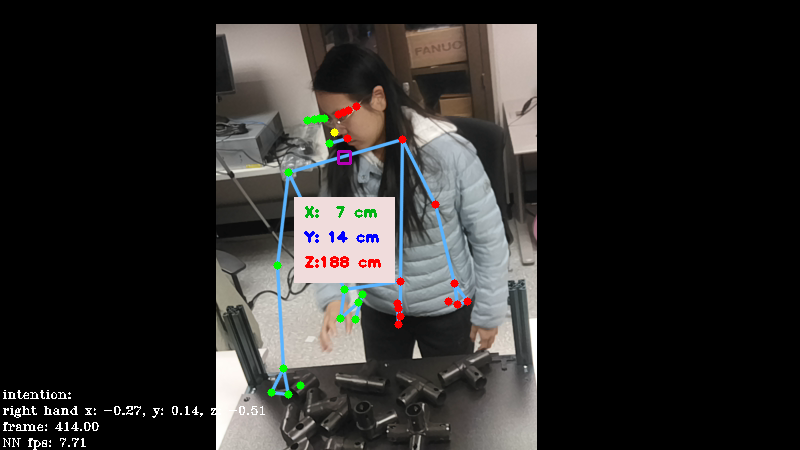 FANUC
X: 7 cm
Y: 14 cm
Z:188 cm
intention:
right hand x: -0.27, y: 0.14, z: -0.51
frame: 414.00
NN fps: 7.71